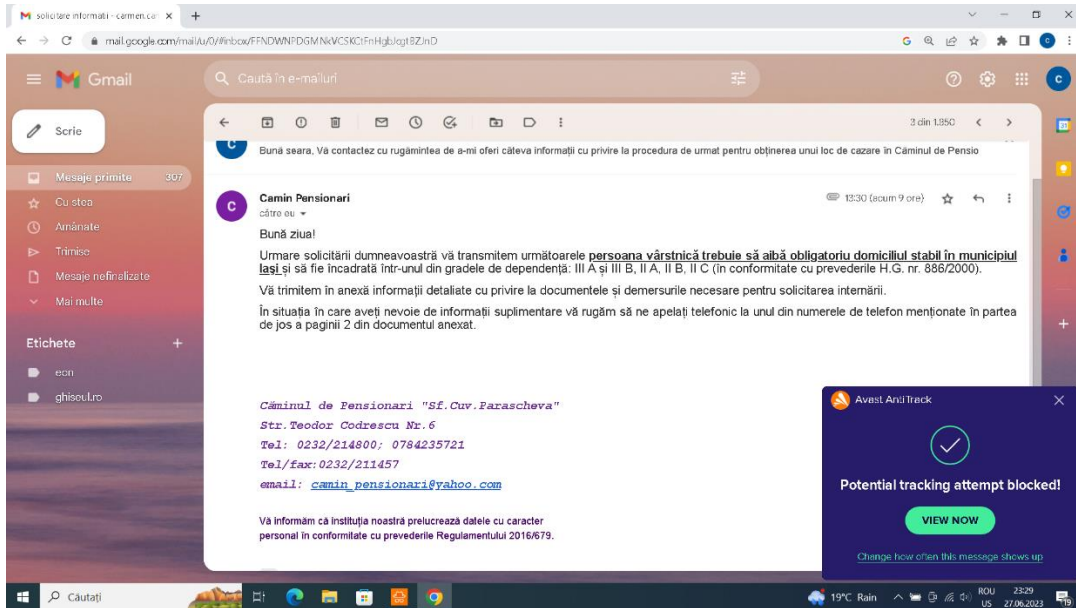 solicitare informatii - carmen.car
mail.google.com/mail/u/0/#inbox/
Gmail
Caută în e-mailuri
C
Scrie
3 din 1.950
Mesaje primite 307
Cu stea
Amânate
Trimise
Mesaje nefinalizate
Mai multe
Etichete
eon
ghiseul.ro
C
Bună seara, Vă contactez cu rugămintea de a-mi oferi câteva informații cu privire la procedura de urmat pentru obținerea unui loc de cazare în Căminul de Pensio
C
Camin Pensionari
13:30 (acum 9 ore)
către eu
Bună ziua!
Urmare solicitării dumneavoastră vă transmitem următoarele persoana vârstnică trebuie să aibă obligatoriu domiciliul stabil în municipiul
Iași și să fie încadrată într-unul din gradele de dependență: III A și III B, II A, II B, II C (în conformitate cu prevederile H.G. nr. 886/2000).
Vă trimitem în anexă informații detaliate cu privire la documentele și demersurile necesare pentru solicitarea internării.
În situația în care aveți nevoie de informații suplimentare vă rugăm să ne apelați telefonic la unul din numerele de telefon menționate în partea
de jos a paginii 2 din documentul anexat.
Căminul de Pensionari "Sf.Cuv.Parascheva"
Str.Teodor Codrescu Nr.6
Tel: 0232/214800; 0784235721
Tel/fax:0232/211457
email: camin_pensionari@yahoo.com
Vă informăm că instituția noastră prelucrează datele cu caracter
personal în conformitate cu prevederile Regulamentului 2016/679.
Avast AntiTrack
Potential tracking attempt blocked!
VIEW NOW
Change how often this message shows up
Căutați
19°C Rain
ROU
US
23:29
27.06.2023